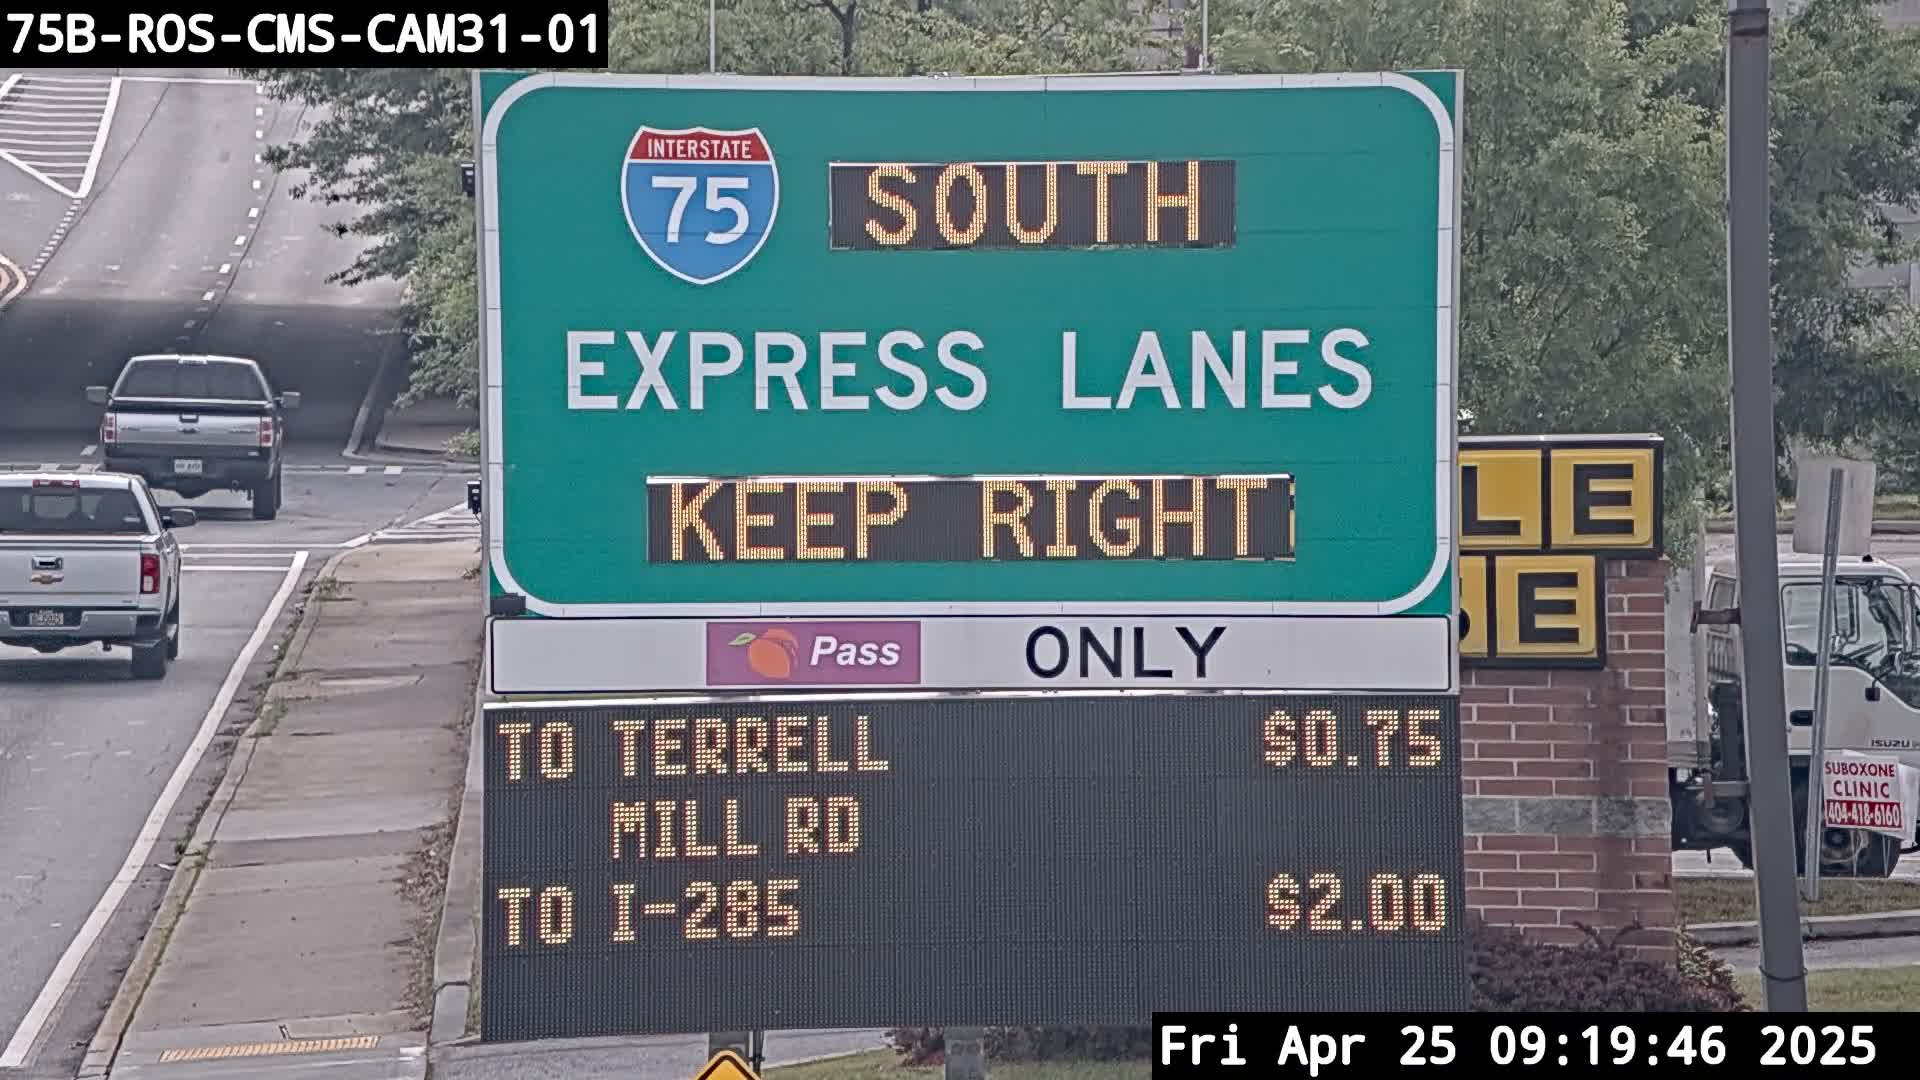 75B-ROS-CMS-CAM31-01
INTERSTATE
75
SOUTH
EXPRESS LANES
KEEP RIGHT
Pass ONLY
TO TERRELL $0.75
MILL RD
TO I-285 $2.00
LE
E
ISUZU
SUBOXONE
CLINIC
404-418-6160
Fri Apr 25 09:19:46 2025